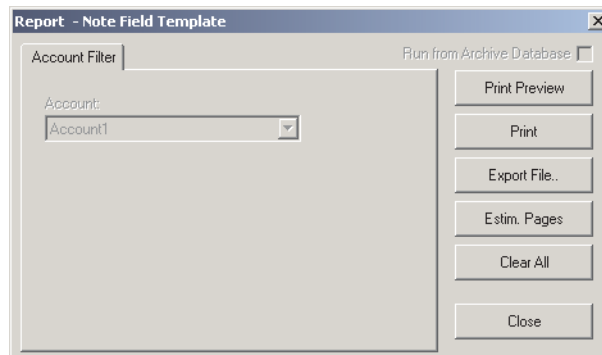 Report - Note Field Template
Run from Archive Database
Account Filter
Account:
Account1
Print Preview
Print
Export File..
Estim. Pages
Clear All
Close